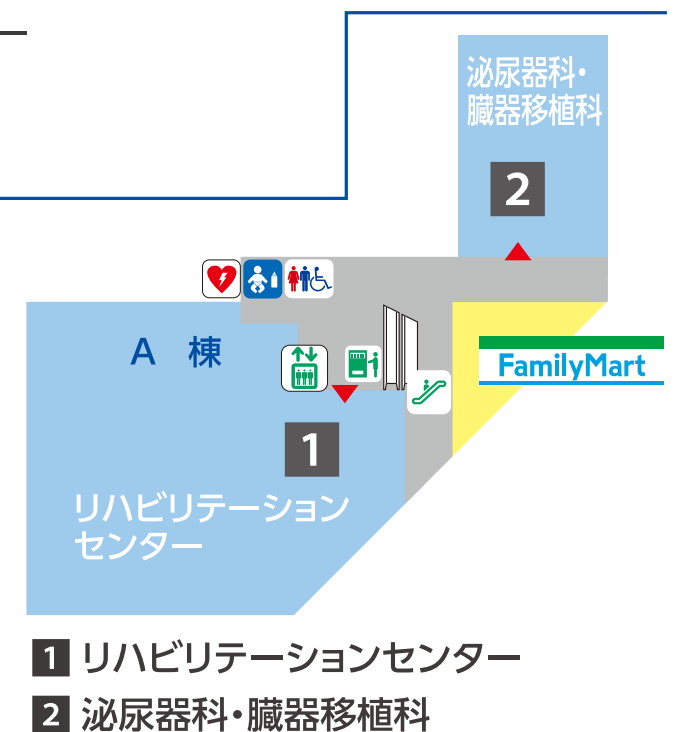 泌尿器科・
臓器移植科
2
A 棟
FamilyMart
1
リハビリテーション
センター
1 リハビリテーションセンター
2 泌尿器科・臓器移植科